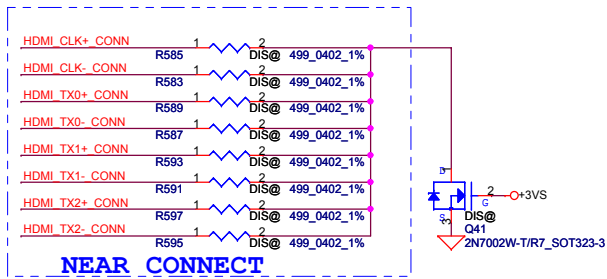 HDMI_CLK+_CONN 1 2
R585 DIS@ 499_0402_1%
HDMI_CLK-_CONN 1 2
R583 DIS@ 499_0402_1%
HDMI_TX0+_CONN 1 2
R589 DIS@ 499_0402_1%
HDMI_TX0-_CONN 1 2
R587 DIS@ 499_0402_1%
HDMI_TX1+_CONN 1 2
R593 DIS@ 499_0402_1%
HDMI_TX1-_CONN 1 2
R591 DIS@ 499_0402_1%
HDMI_TX2+_CONN 1 2
R597 DIS@ 499_0402_1%
HDMI_TX2-_CONN 1 2
R595 DIS@ 499_0402_1%
NEAR CONNECT
D 1
2 +3VS
G
S 3
DIS@
Q41
2N7002W-T/R7_SOT323-3